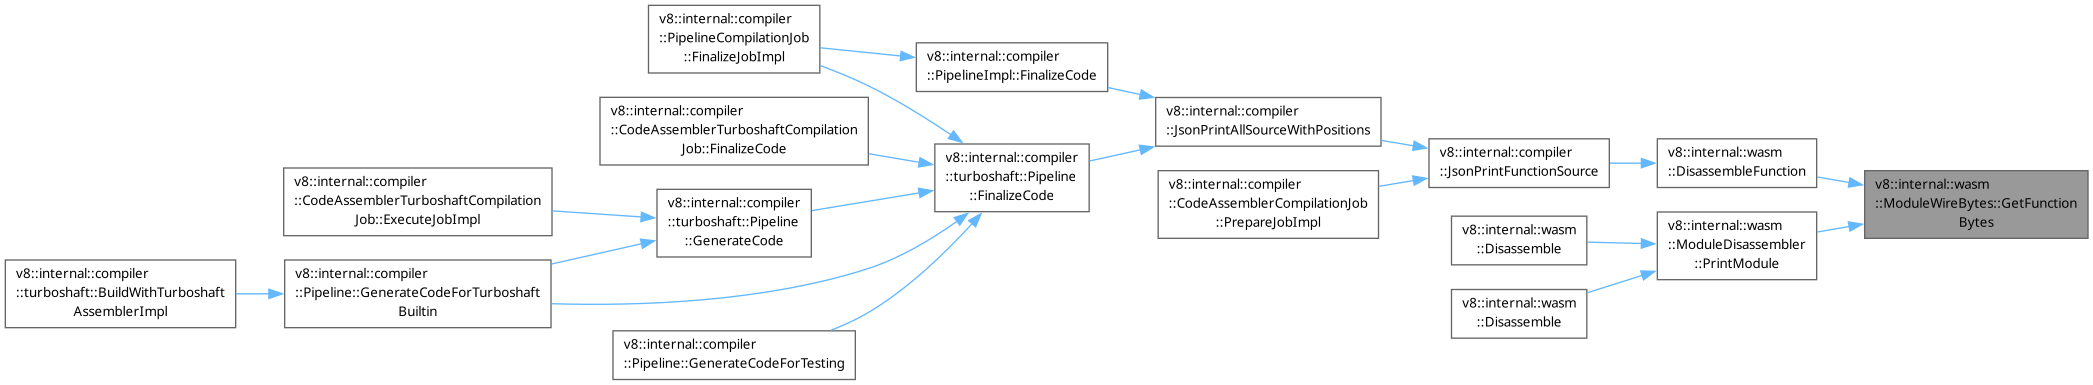 v8::internal::compiler
::PipelineCompilationJob
::FinalizeJobImpl
v8::internal::compiler
::PipelineImpl::FinalizeCode
v8::internal::compiler
::CodeAssemblerTurboshaftCompilation
Job::FinalizeCode
v8::internal::compiler
::JsonPrintAllSourceWithPositions
v8::internal::compiler
::turboshaft::Pipeline
::FinalizeCode
v8::internal::compiler
::JsonPrintFunctionSource
v8::internal::wasm
::DisassembleFunction
v8::internal::wasm
::ModuleWireBytes::GetFunction
Bytes
v8::internal::compiler
::CodeAssemblerTurboshaftCompilation
Job::ExecuteJobImpl
v8::internal::compiler
::turboshaft::Pipeline
::GenerateCode
v8::internal::compiler
::CodeAssemblerCompilationJob
::PrepareJobImpl
v8::internal::wasm
::Disassemble
v8::internal::wasm
::ModuleDisassembler
::PrintModule
v8::internal::compiler
::turboshaft::BuildWithTurboshaft
AssemblerImpl
v8::internal::compiler
::Pipeline::GenerateCodeForTurboshaft
Builtin
v8::internal::wasm
::Disassemble
v8::internal::compiler
::Pipeline::GenerateCodeForTesting